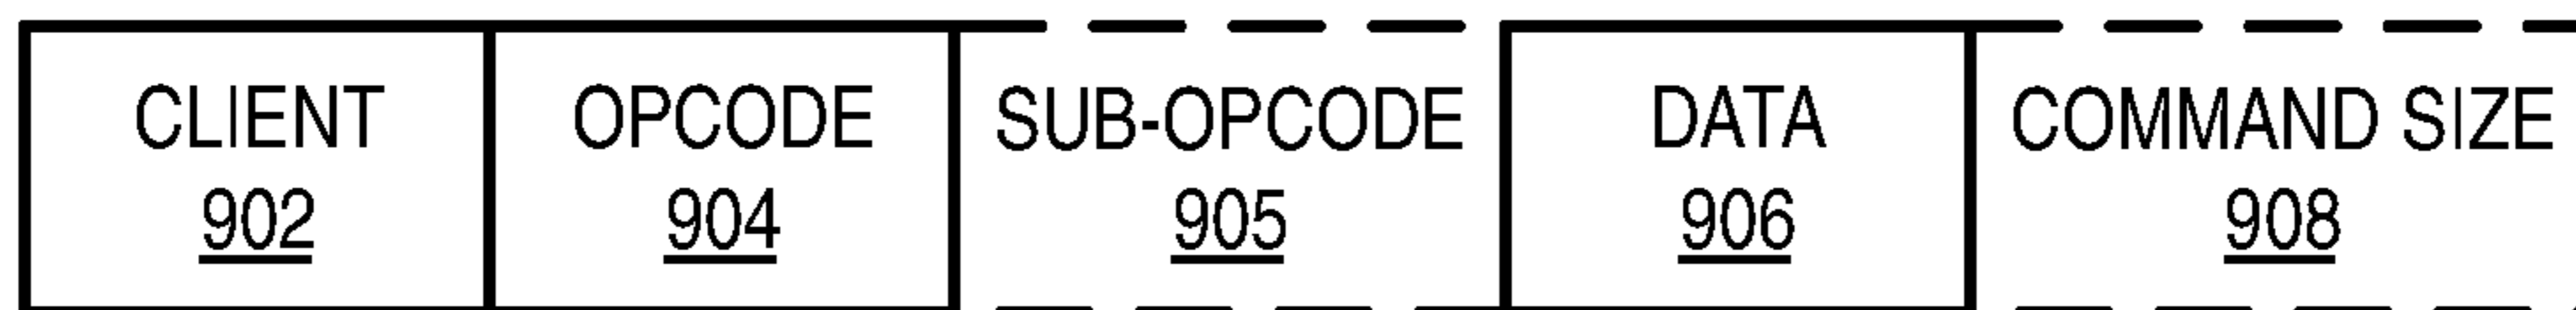 CLIENT OPCODE SUB-OPCODE DATA COMMAND SIZE
902 904 905 906 908